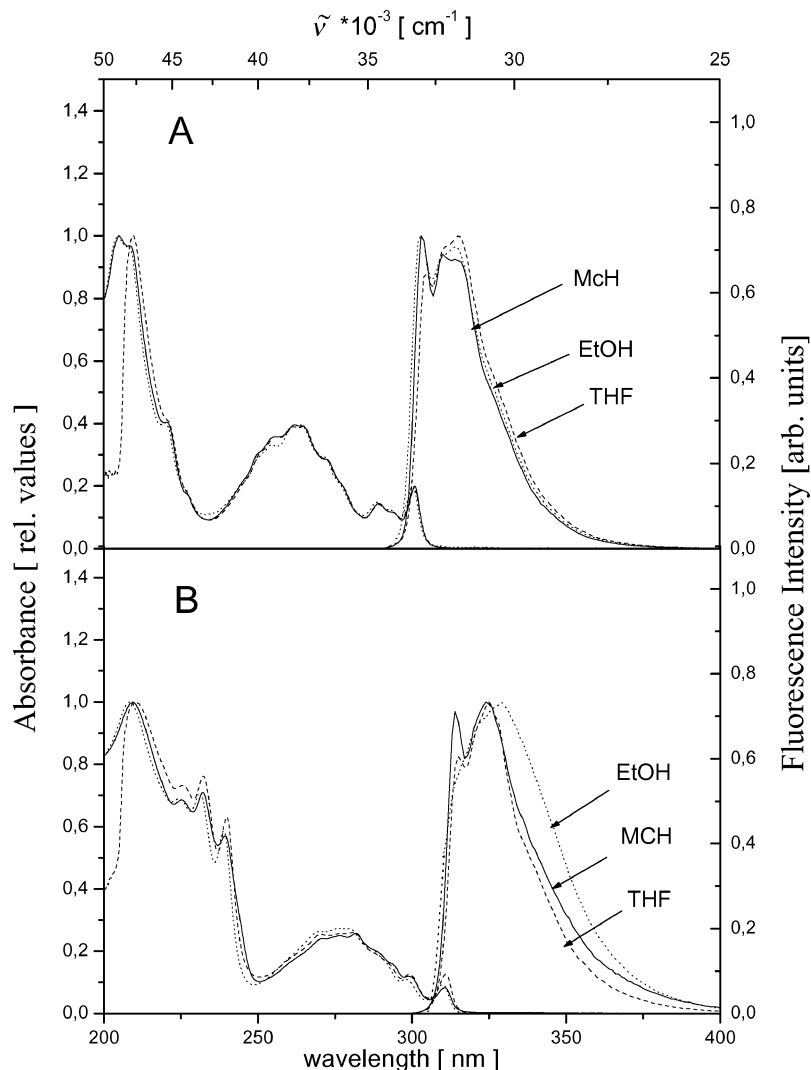 ṽ *10⁻³ [ cm⁻¹ ]
50 45 40 35 30 25
A
1,4
1,2
1,0
0,8
0,6
0,4
0,2
0,0
1,0
0,8
0,6
0,4
0,2
0,0
McH
EtOH
THF
B
1,4
1,2
1,0
0,8
0,6
0,4
0,2
0,0
1,0
0,8
0,6
0,4
0,2
0,0
EtOH
MCH
THF
200 250 300 350 400
wavelength [ nm ]
Absorbance [ rel. values ]
Fluorescence Intensity [arb. units]